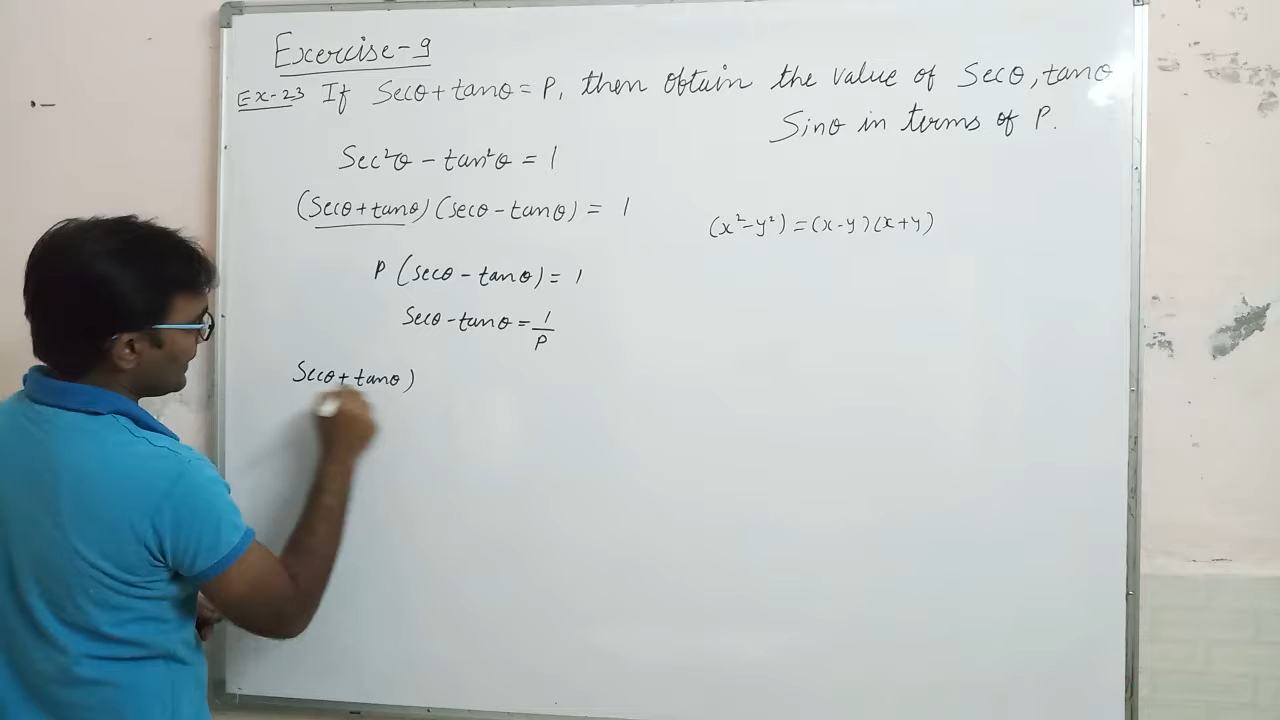 Exercise-9
Ex-23 If Secθ + tanθ = P, then obtain the value of Secθ, tanθ
Sinθ in terms of P.
Sec²θ - tan²θ = 1
(Secθ + tanθ) (secθ - tanθ) = 1
(x²-y²) = (x-y)(x+y)
P (secθ - tanθ) = 1
Secθ - tanθ = 1/P
Secθ + tanθ)